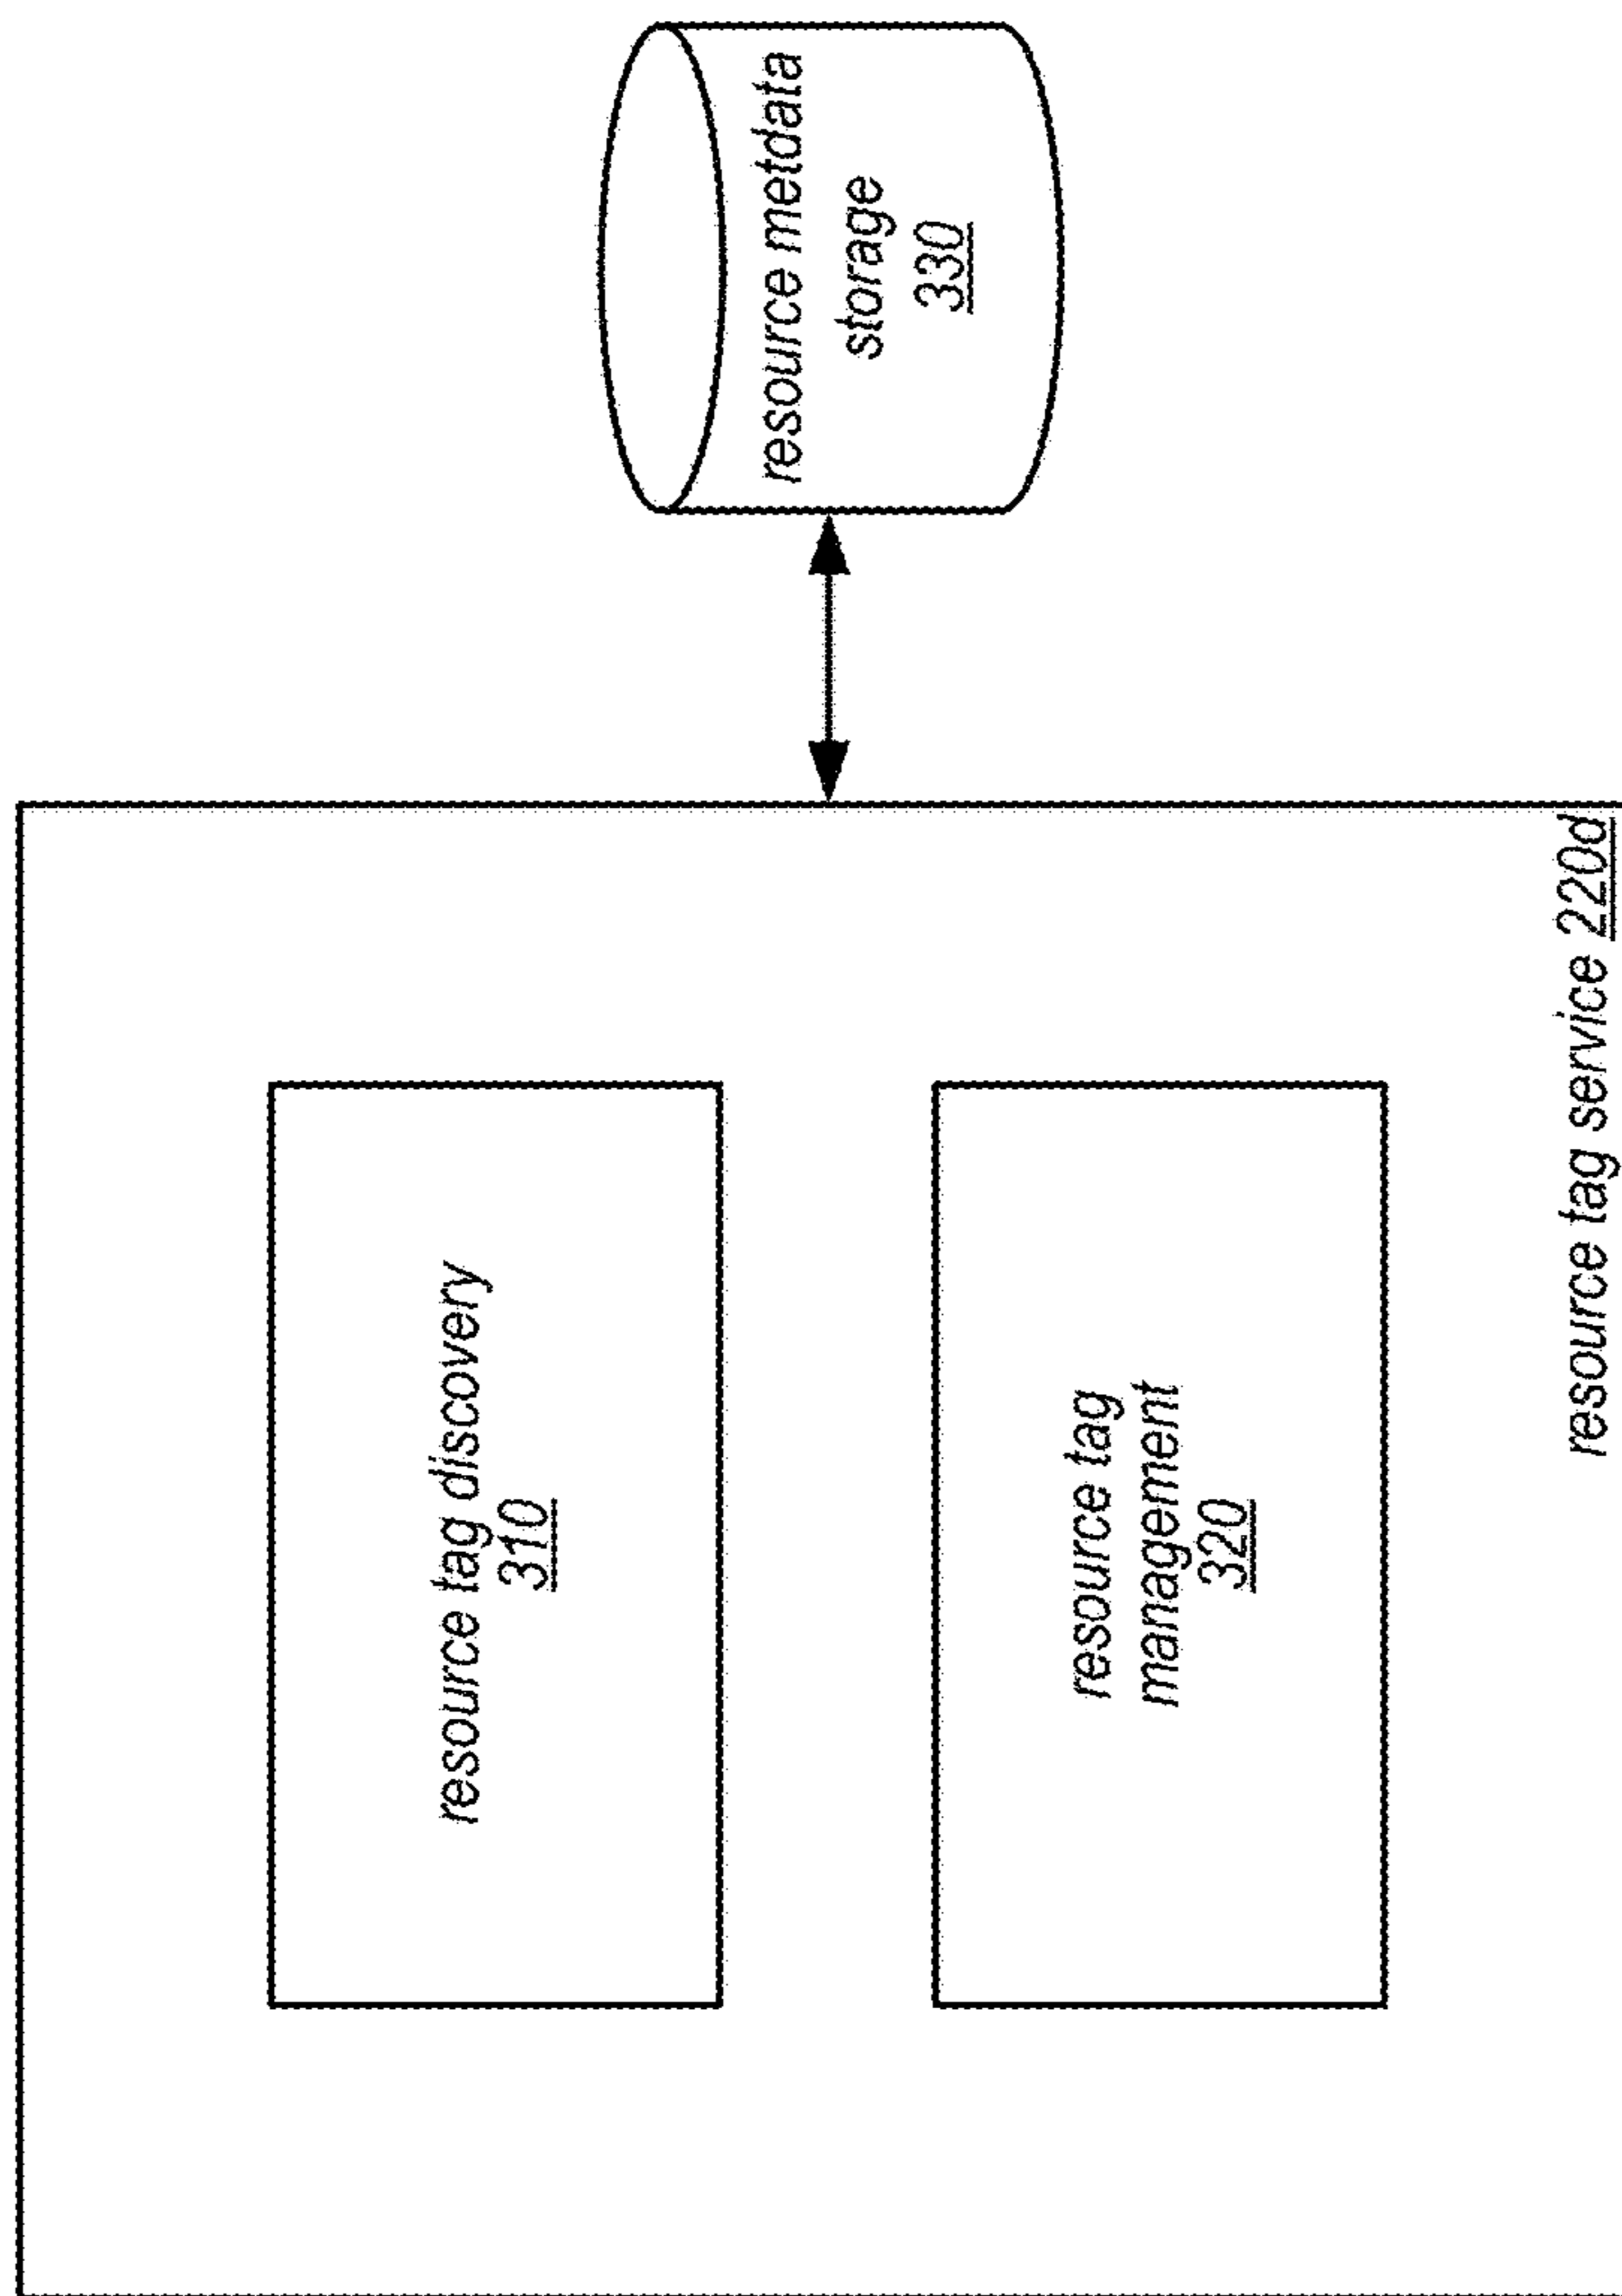 resource tag discovery
310
resource tag
management
320
resource tag service 220d
resource metdata
storage
330